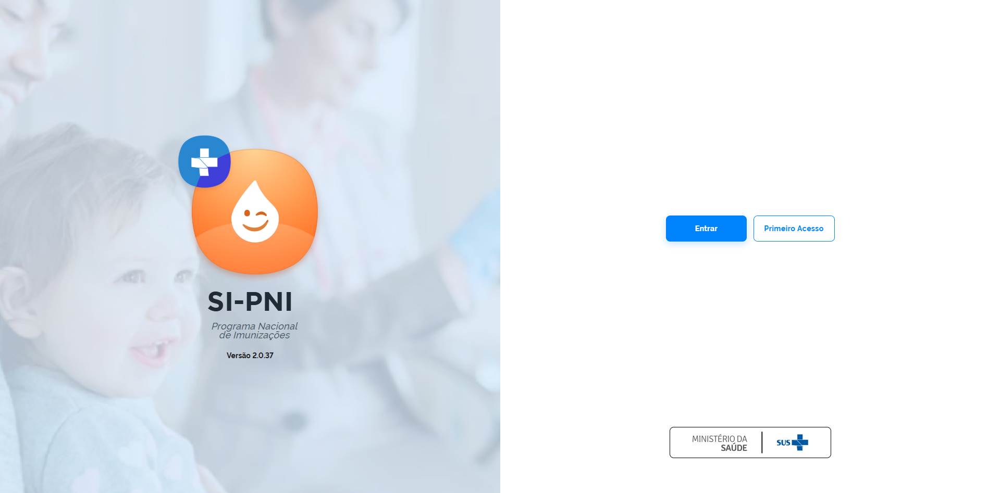 SI-PNI
Programa Nacional
de Imunizações
Versão 2.0.37
Entrar
Primeiro Acesso
MINISTÉRIO DA
SAÚDE
SUS